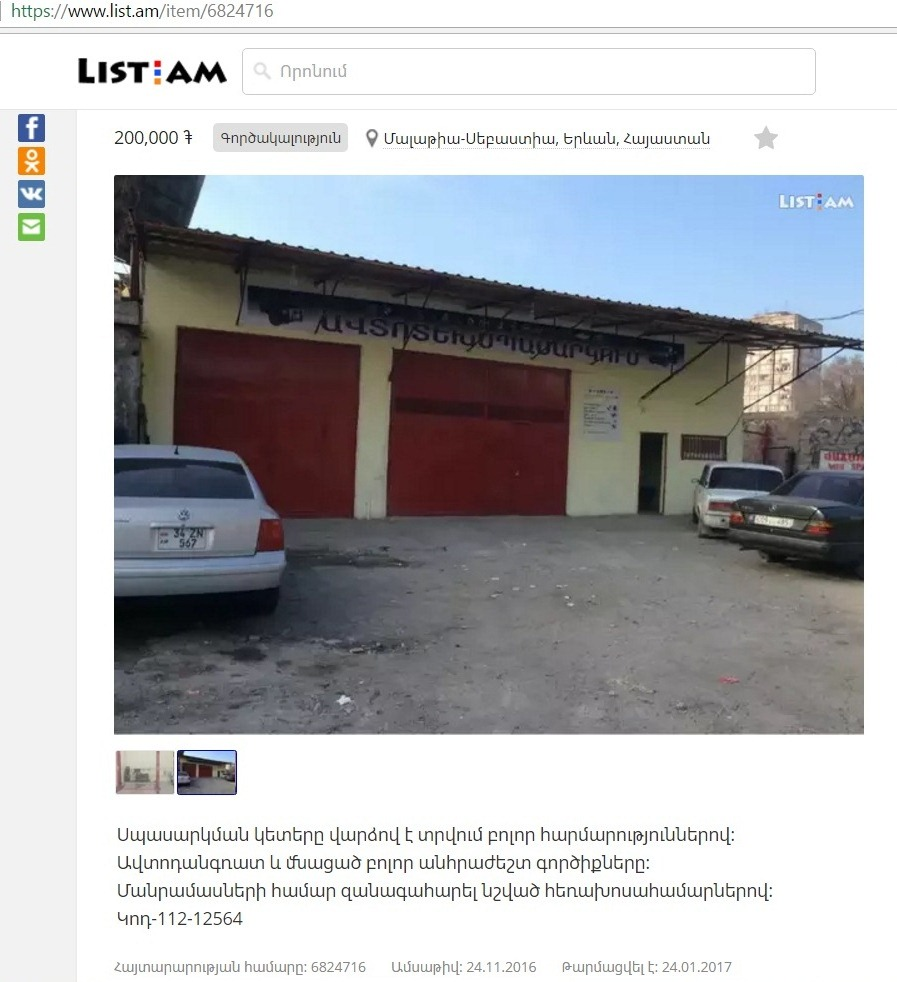 https://www.list.am/item/6824716
LIST.AM
Որոնում
200,000 ֏ Գործակալություն Մալաթիա-Սեբաստիա, Երևան, Հայաստան
LIST.AM
ԱՎՏՈՏԵԽՍՊԱՍԱՐԿՈՒՄ
34 ZN
567
Սպասարկման կետերը վարձով է տրվում բոլոր հարմարություններով:
Ավտոդանգռատ և մնացած բոլոր անհրաժեշտ գործիքները:
Մանրամասների համար զանագահարել նշված հեռախոսահամարներով:
Կոդ-112-12564
Հայտարարության համարը: 6824716 Ամսաթիվ: 24.11.2016 Թարմացվել է: 24.01.2017